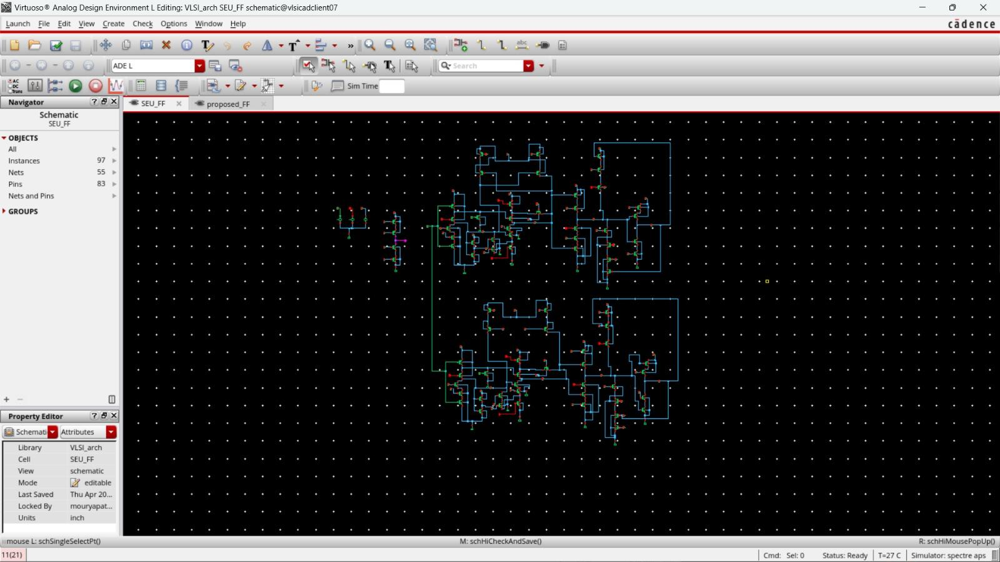 Virtuoso® Analog Design Environment L Editing: VLSI_arch SEU_FF schematic@vlsicadclient07
Launch File Edit View Create Check Options Window Help
cādence
T T » abc
ADE L
T
Search
AC
DC
Trans
Sim Time
Navigator
SEU_FF
proposed_FF
Schematic
SEU_FF
OBJECTS
All
Instances 97
Nets 55
Pins 83
Nets and Pins
GROUPS
Property Editor
Schemati Attributes
Library VLSI_arch
Cell SEU_FF
View schematic
Mode editable
Last Saved Thu Apr 20...
Locked By mouryapat...
Units inch
mouse L: schSingleSelectPt() M: schHiCheckAndSave() R: schHiMousePopUp()
11(21) Cmd: Sel: 0 Status: Ready T=27 C Simulator: spectre aps